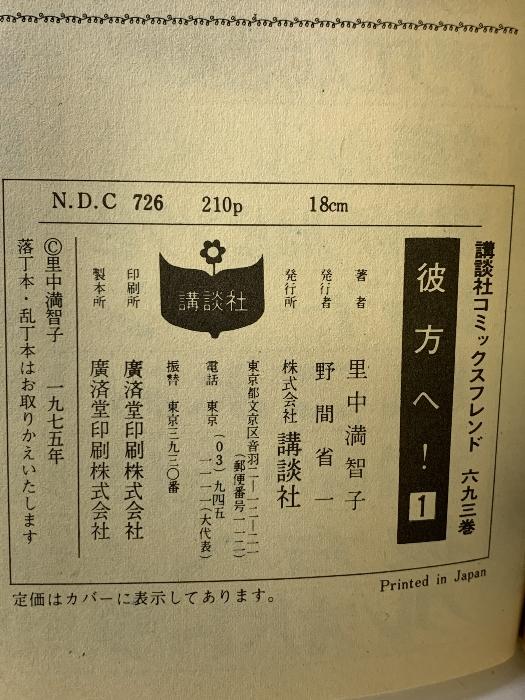 N.D.C 726 210p 18cm
講談社コミックスフレンド 六九三巻
彼方へ! 1
著者 里中満智子
発行者 野間省一
発行所 株式会社 講談社
東京都文京区音羽二―一二―二一
(郵便番号一一二)
電話 東京(03)九四五
一一一一(大代表)
振替 東京三九三〇番
講談社
印刷所 廣済堂印刷株式会社
製本所 廣済堂印刷株式会社
©里中満智子 一九七五年
落丁本・乱丁本はお取りかえいたします
定価はカバーに表示してあります。
Printed in Japan